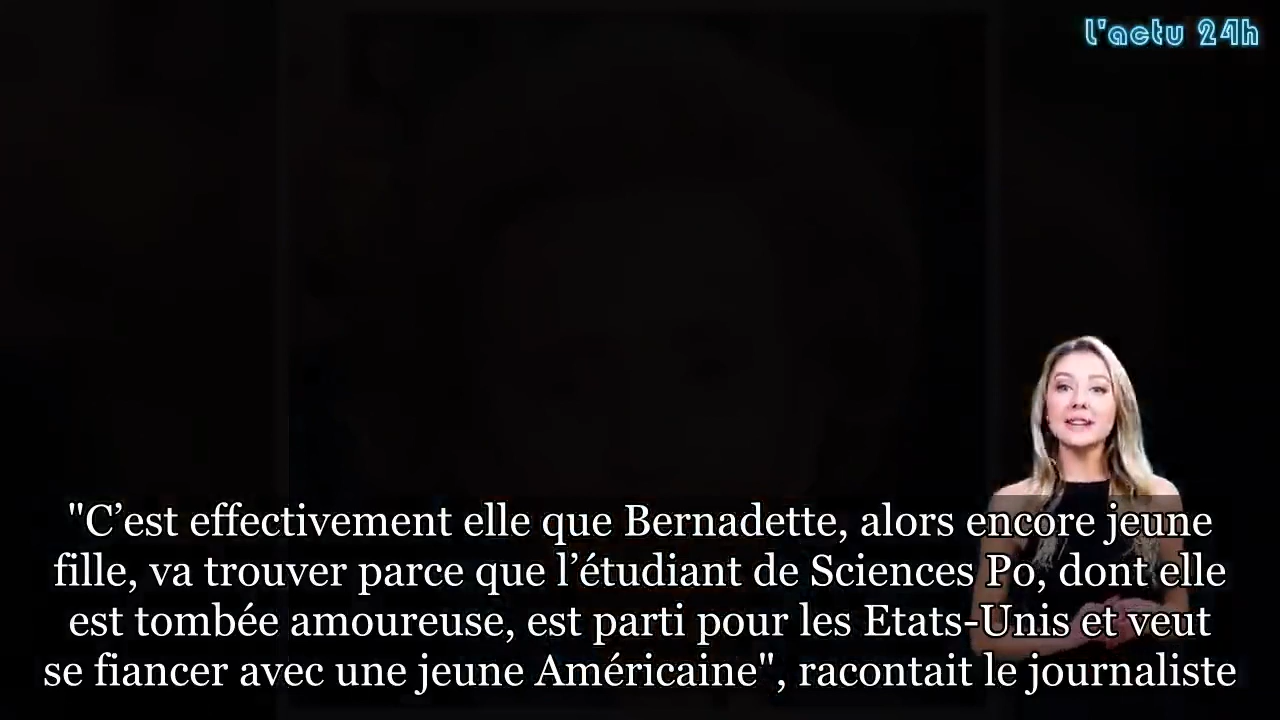 l'actu 24h
"C’est effectivement elle que Bernadette, alors encore jeune
fille, va trouver parce que l’étudiant de Sciences Po, dont elle
est tombée amoureuse, est parti pour les Etats-Unis et veut
se fiancer avec une jeune Américaine", racontait le journaliste